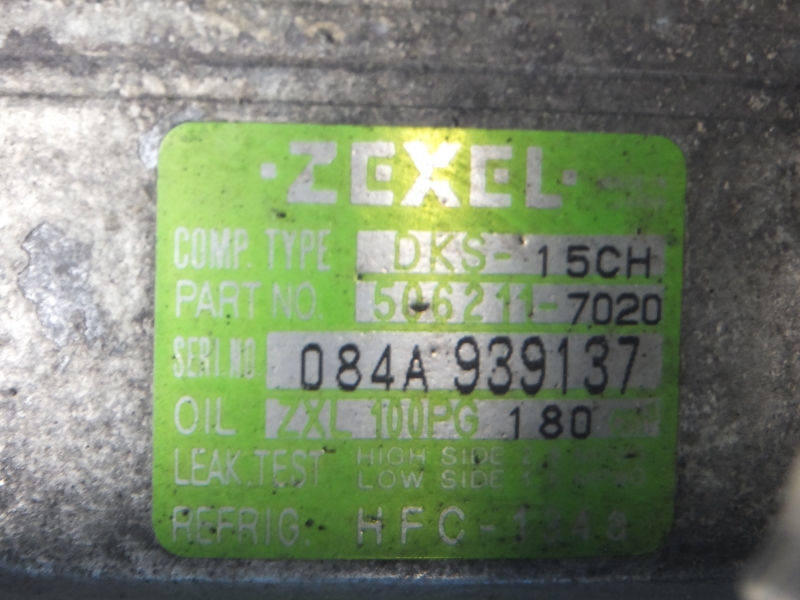 ·ZEXEL·
COMP. TYPE DKS-15CH
PART NO. 506211-7020
SERI.NO 084A 939137
OIL ZXL 100PG 180
LEAK.TEST HIGH SIDE
LOW SIDE
REFRIG. HFC-134a